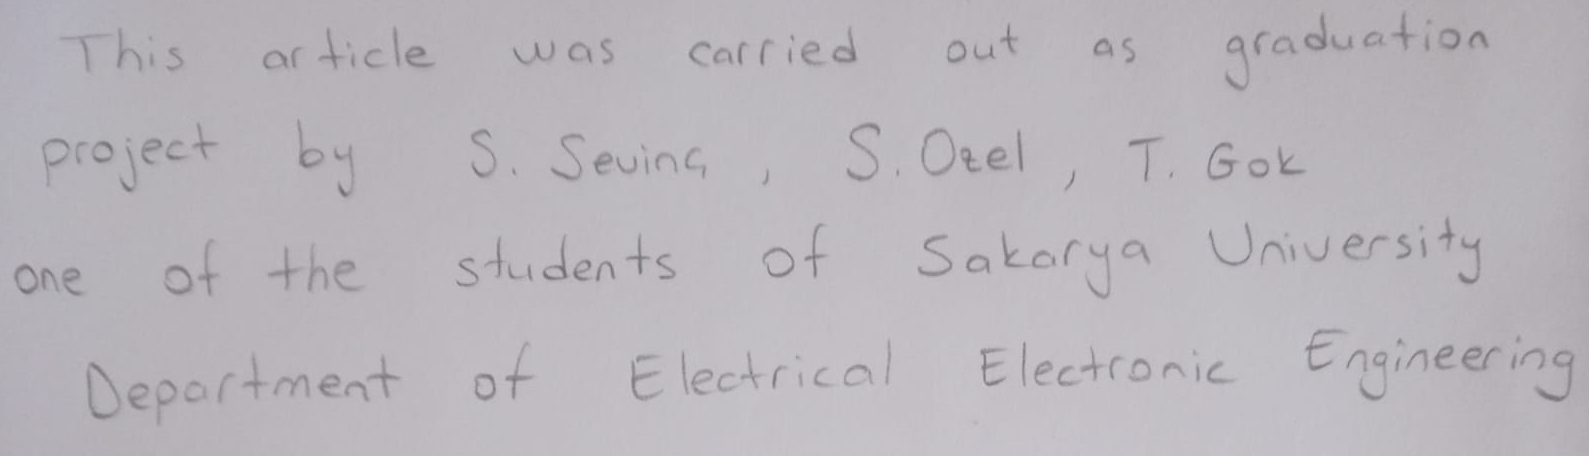 This article was carried out as graduation
project by S. Sevinç , S. Ozel , T. Gok
one of the students of Sakarya University
Department of Electrical Electronic Engineering